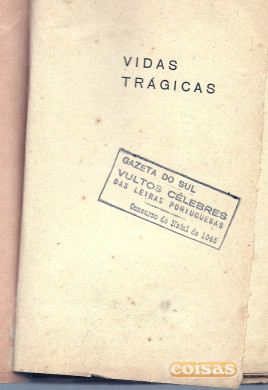 VIDAS
TRÁGICAS
GAZETA DO SUL
VULTOS CÉLEBRES
DAS LETRAS PORTUGUESAS
Concurso do Natal de 1945
coisas